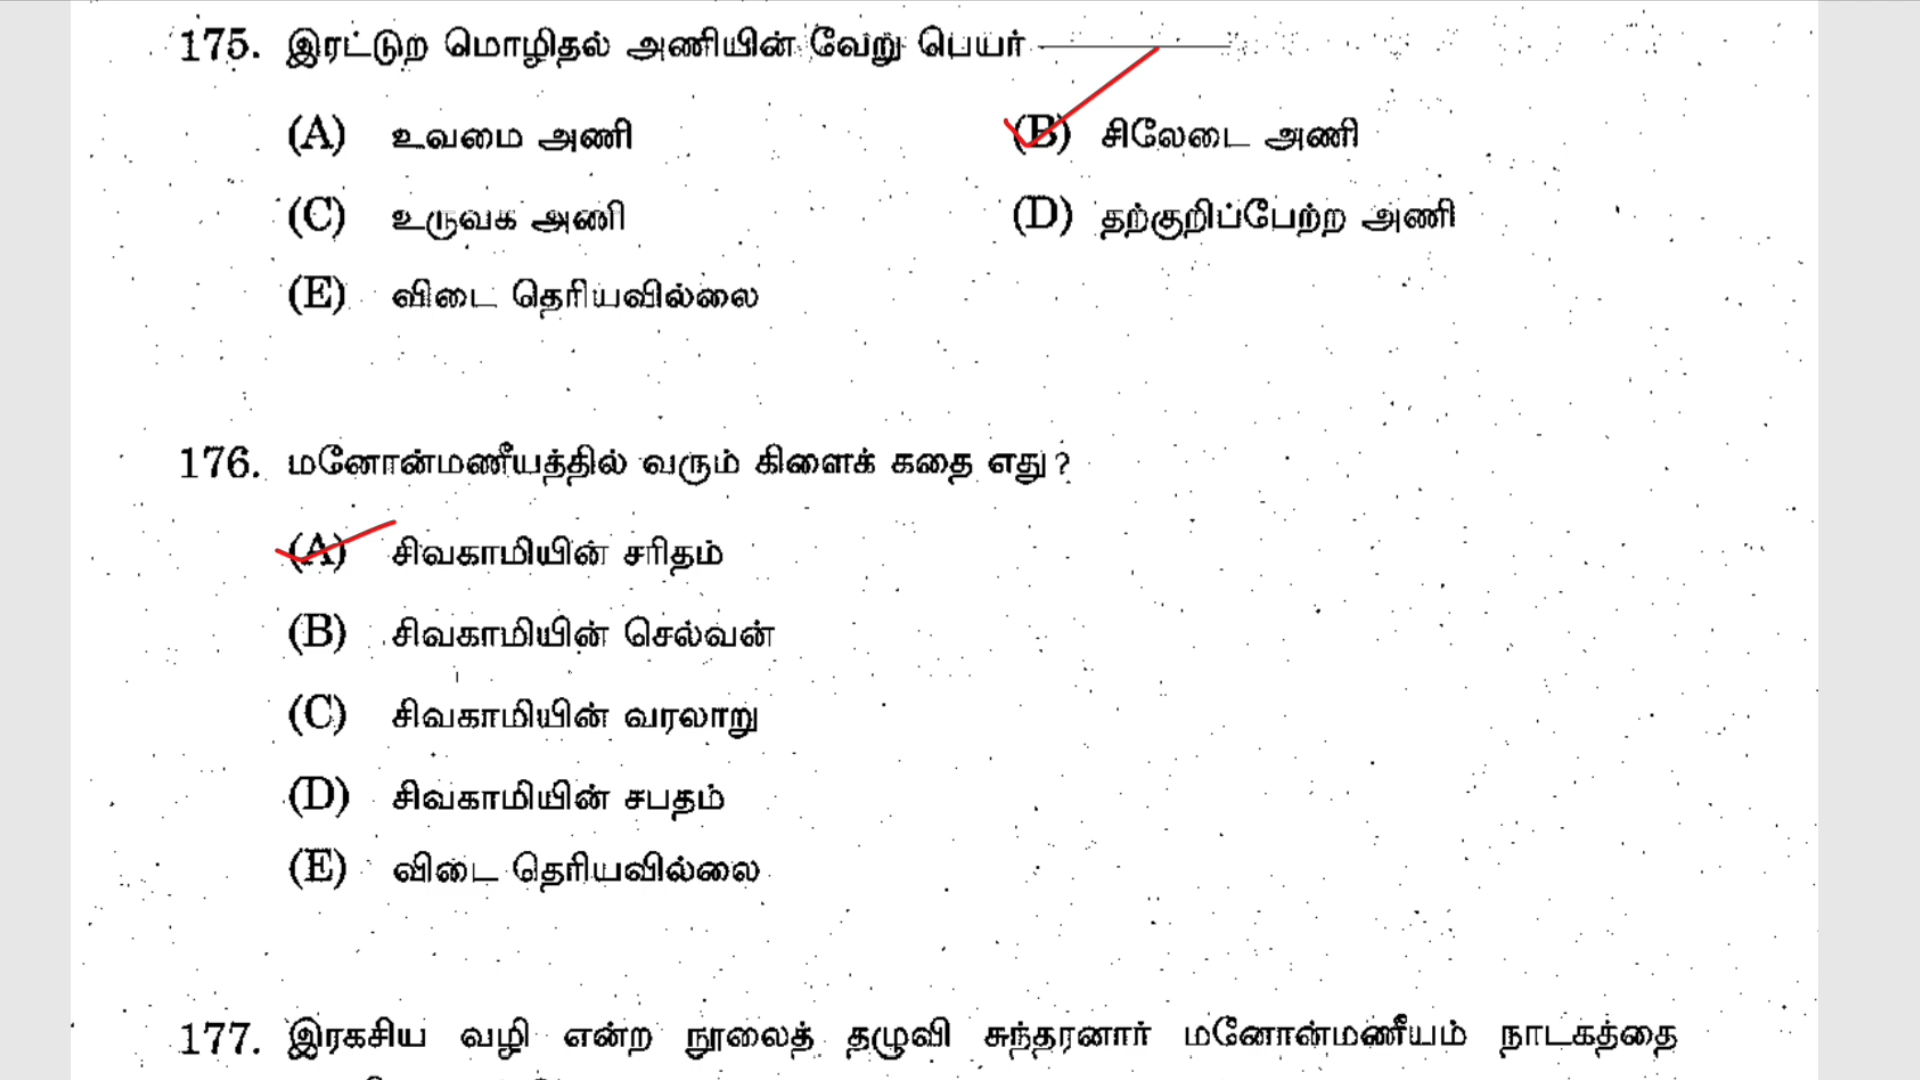 175. இரட்டுற மொழிதல் அணியின் வேறு பெயர்
(A) உவமை அணி (B) சிலேடை அணி
(C) உருவக அணி (D) தற்குறிப்பேற்ற அணி
(E) விடை தெரியவில்லை
176. மனோன்மணீயத்தில் வரும் கிளைக் கதை எது?
(A) சிவகாமியின் சரிதம்
(B) சிவகாமியின் செல்வன்
(C) சிவகாமியின் வரலாறு
(D) சிவகாமியின் சபதம்
(E) விடை தெரியவில்லை
177. இரகசிய வழி என்ற நூலைத் தழுவி சுந்தரனார் மனோன்மணீயம் நாடகத்தை